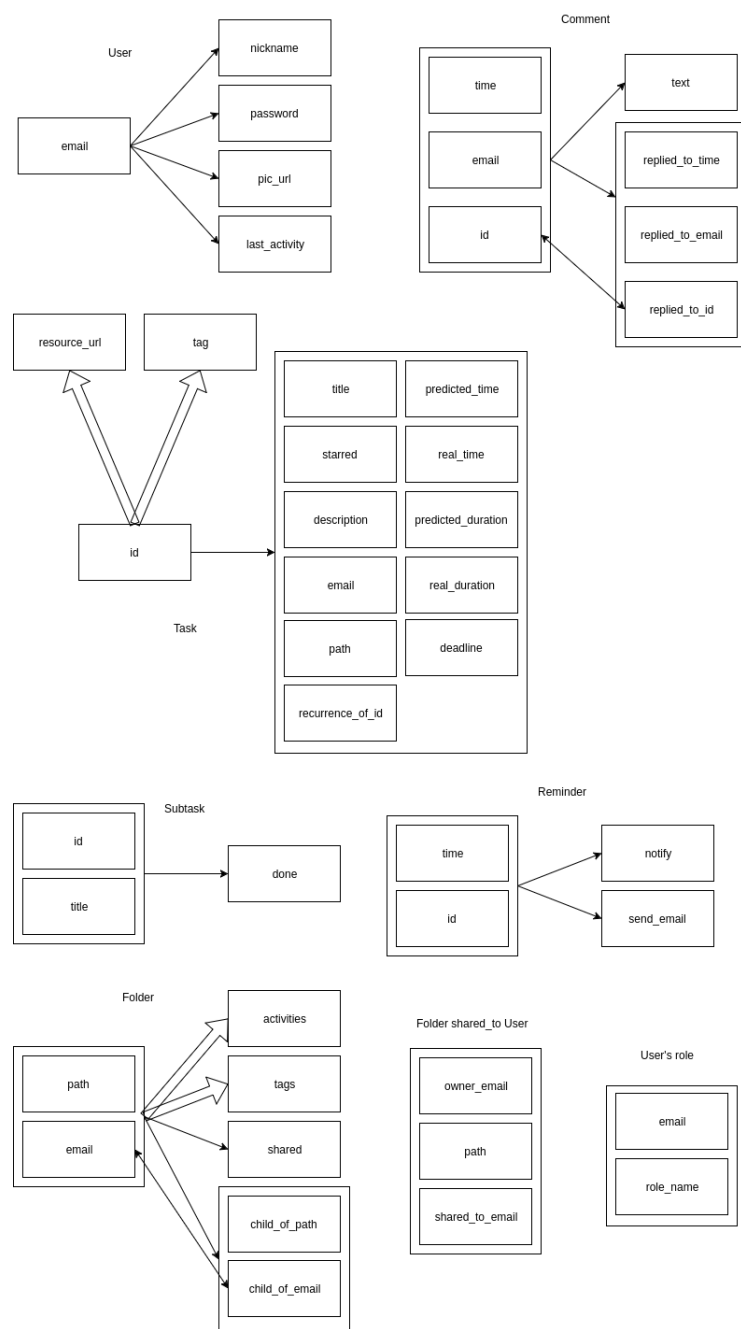 User
email
nickname
password
pic_url
last_activity
Comment
time
email
id
text
replied_to_time
replied_to_email
replied_to_id
resource_url
tag
id
Task
title
predicted_time
starred
real_time
description
predicted_duration
email
real_duration
path
deadline
recurrence_of_id
Subtask
id
title
done
Reminder
time
id
notify
send_email
Folder
path
email
activities
tags
shared
child_of_path
child_of_email
Folder shared_to User
owner_email
path
shared_to_email
User's role
email
role_name